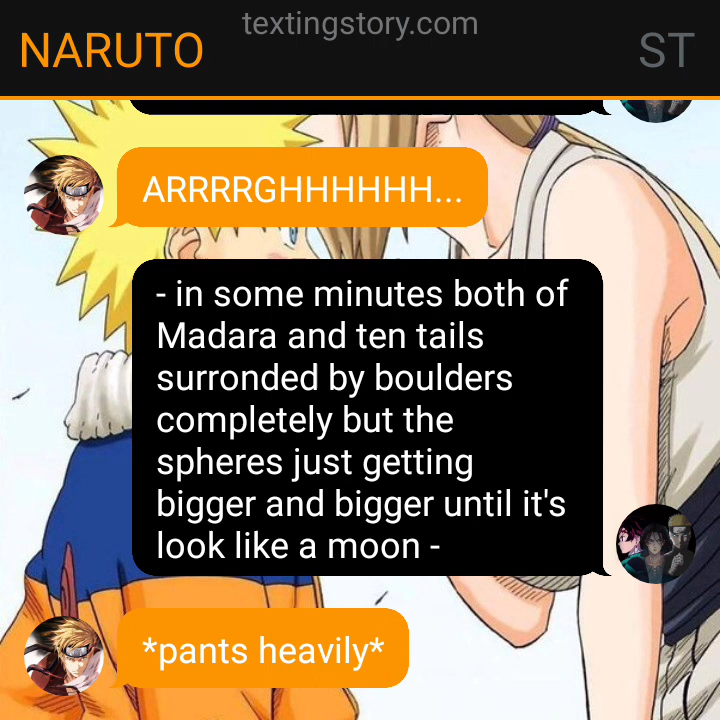 textingstory.com
NARUTO
ST
ARRRRGHHHHHH...
- in some minutes both of
Madara and ten tails
surronded by boulders
completely but the
spheres just getting
bigger and bigger until it's
look like a moon -
*pants heavily*